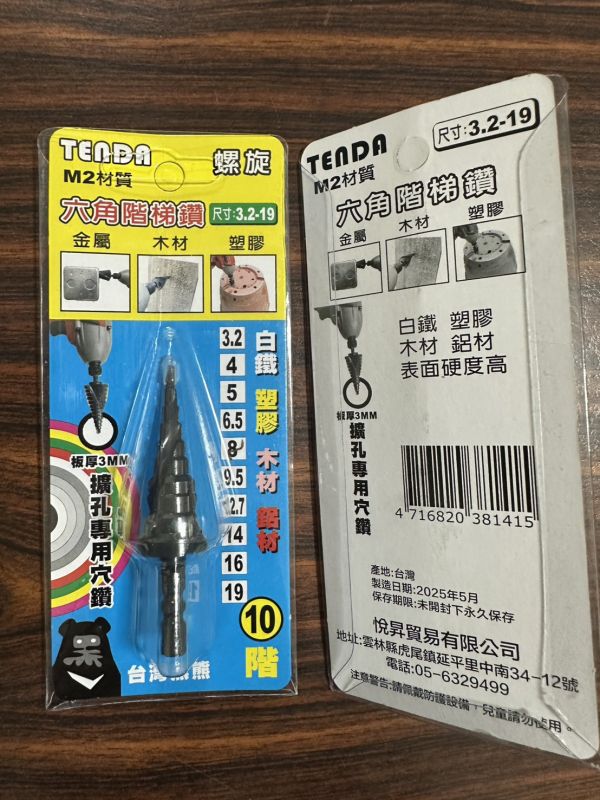 TENDA
螺旋
M2材質
六角階梯鑽
尺寸:3.2-19
金屬 木材 塑膠
3.2
4
5
6.5
8
9.5
2.7
14
16
19
白鐵 塑膠 木材 鋁材
板厚3MM
擴孔專用穴鑽
10
階
台灣
熊
尺寸:3.2-19
TENDA
M2材質
六角階梯鑽
金屬 木材 塑膠
白鐵 塑膠
木材 鋁材
表面硬度高
板厚3MM
擴孔專用穴鑽
4 716820 381415
產地:台灣
製造日期:2025年5月
保存期限:未開封下永久保存
悅昇貿易有限公司
地址:雲林縣虎尾鎮延平里中南34-12號
電話:05-6329499
注意警告:請佩戴防護設備，兒童請勿使用。